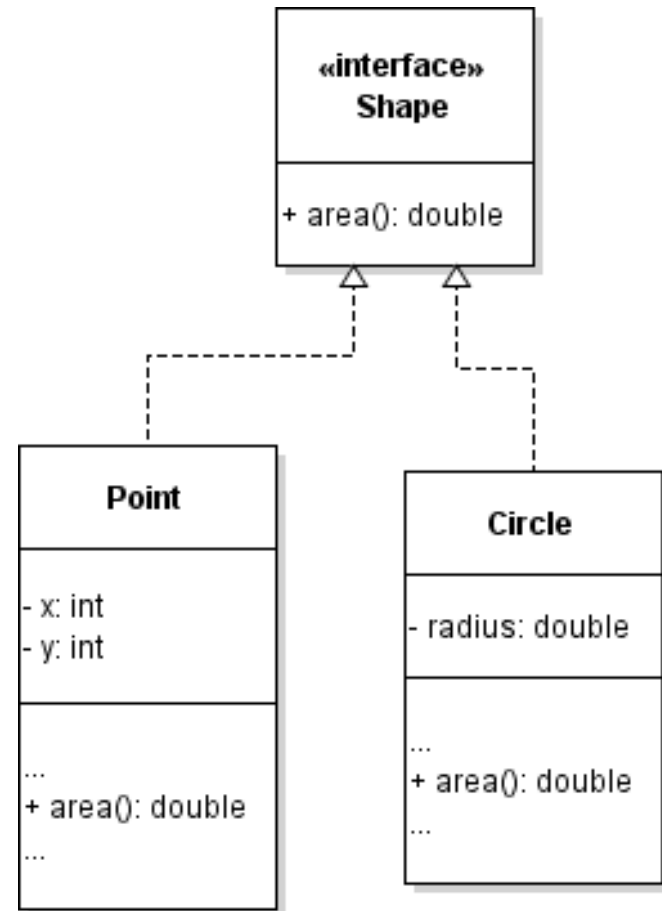 «interface»
Shape
+ area(): double
Point
- x: int
- y: int
...
+ area(): double
...
Circle
- radius: double
...
+ area(): double
...